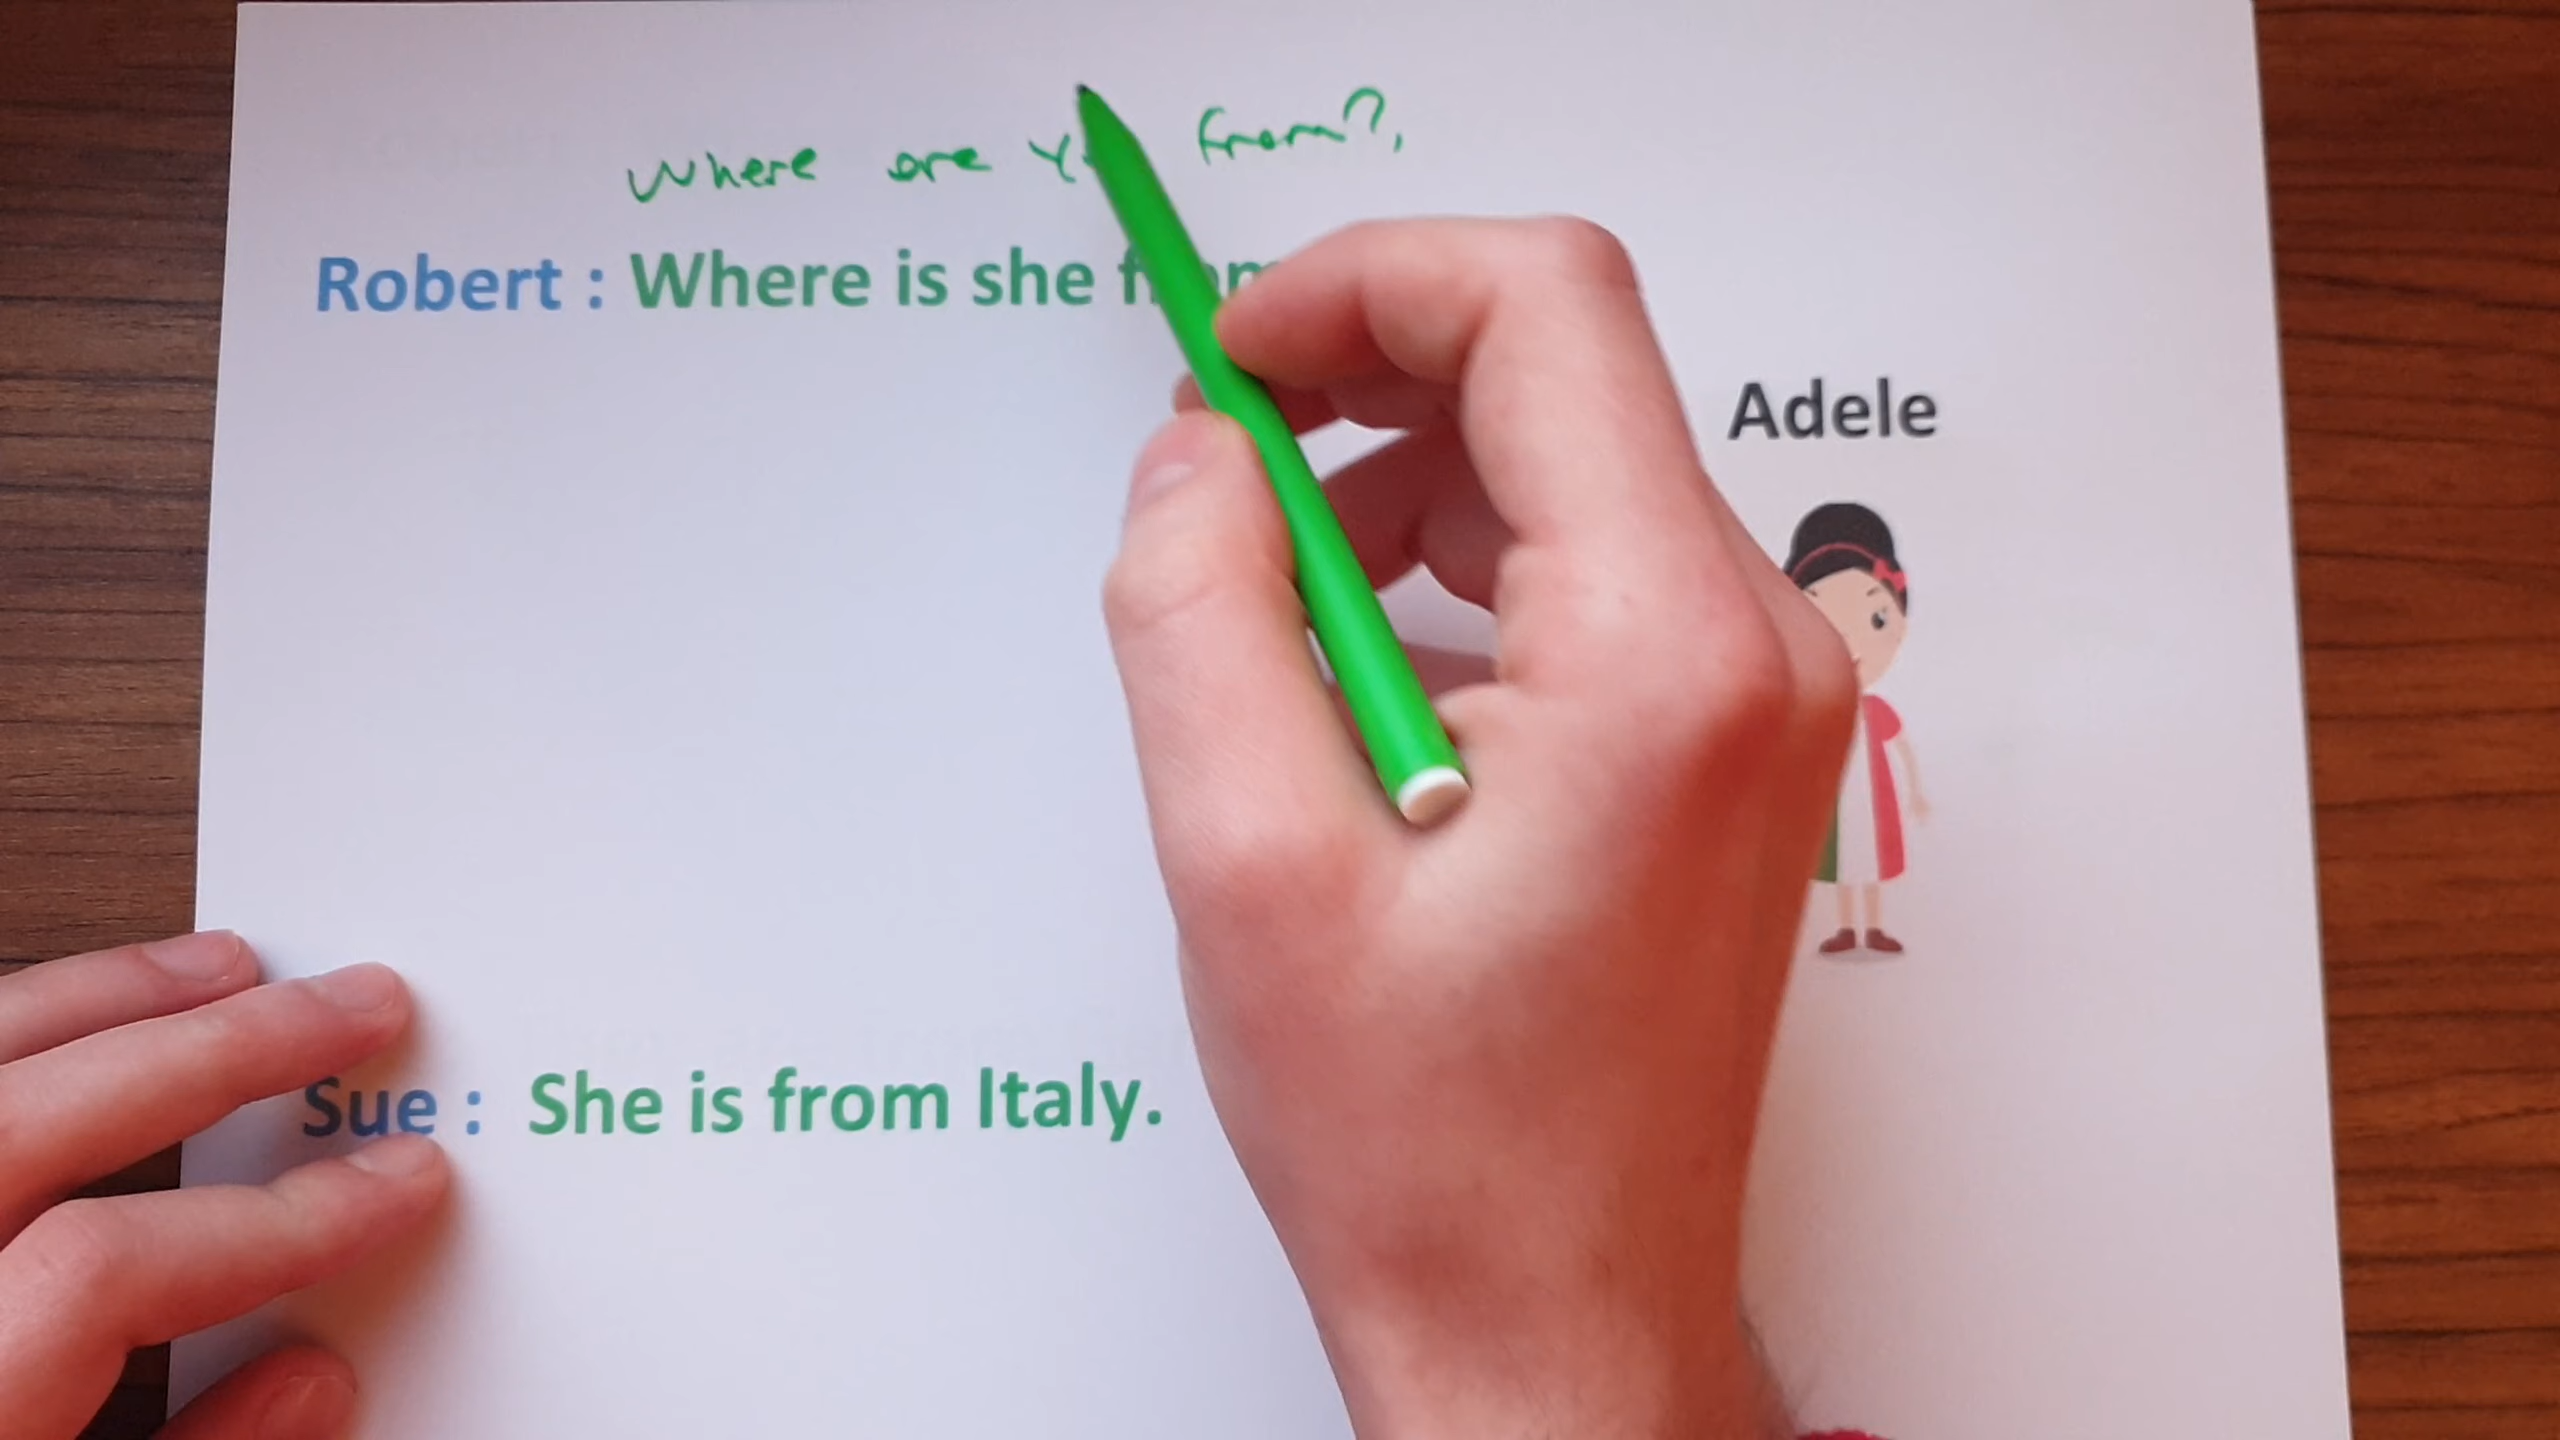 Where are from?,
Robert : Where is she
Adele
Sue : She is from Italy.